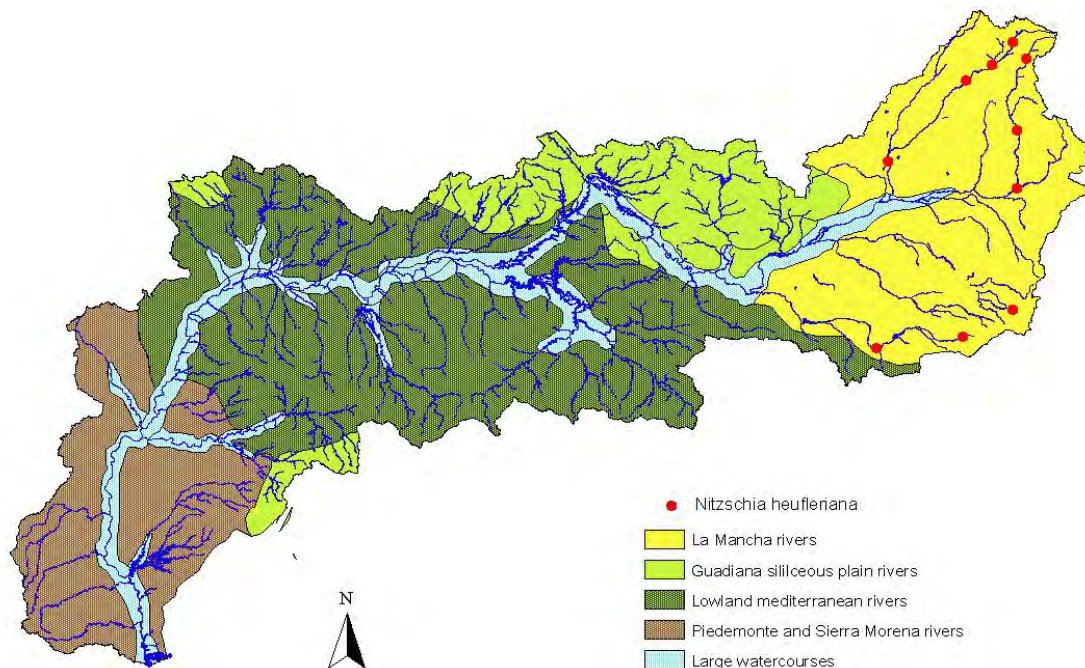 N
Nitzschia heufleriana
La Mancha rivers
Guadiana sililceous plain rivers
Lowland mediterranean rivers
Piedemonte and Sierra Morena rivers
Large watercourses